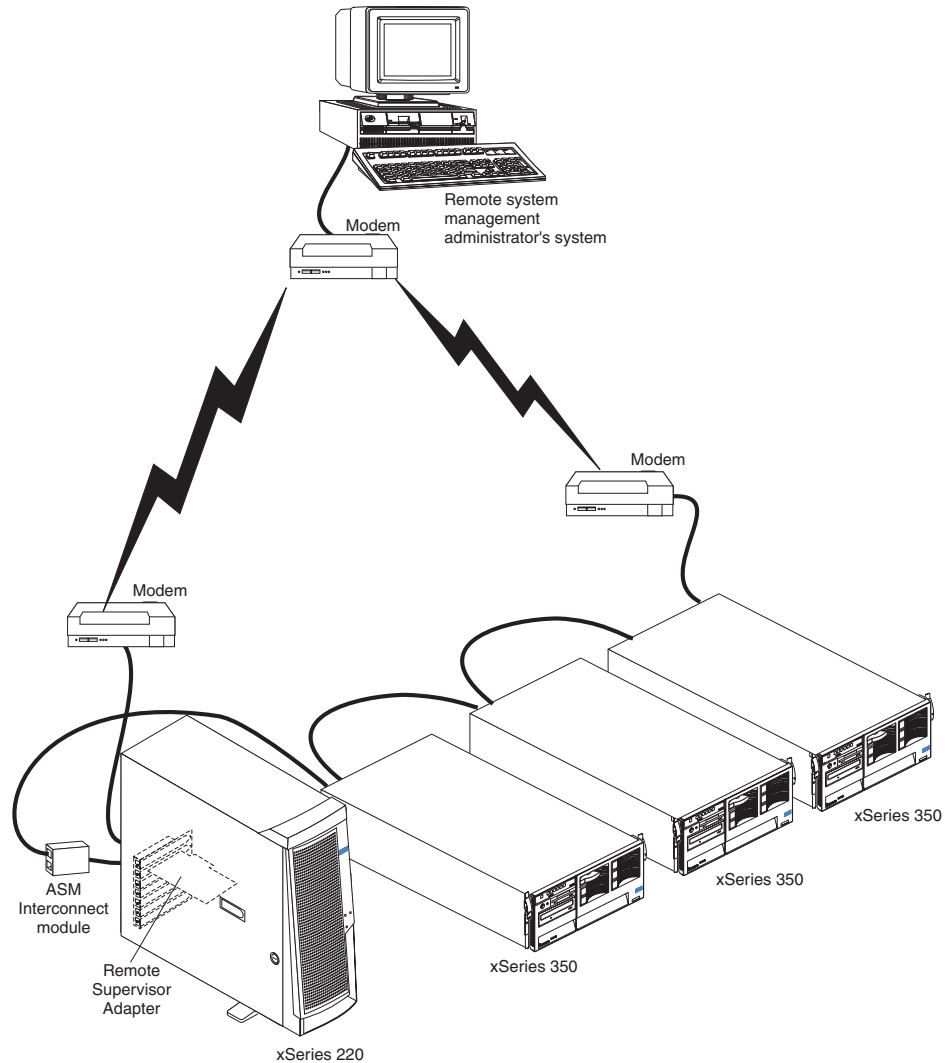 Remote system
management
administrator's system
Modem
Modem
Modem
ASM
Interconnect
module
Remote
Supervisor
Adapter
xSeries 220
xSeries 350
xSeries 350
xSeries 350